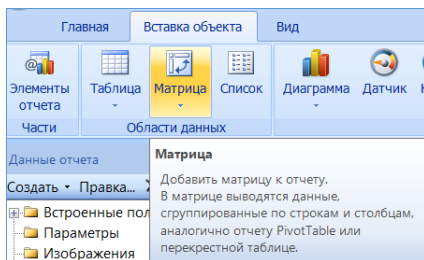 Главная Вставка объекта Вид
Элементы отчета Таблица Матрица Список Диаграмма Датчик
Части Области данных
Данные отчета
Создать Правка...
Встроенные пол
Параметры
Изображения
Матрица
Добавить матрицу к отчету.
В матрице выводятся данные,
сгруппированные по строкам и столбцам,
аналогично отчету PivotTable или
перекрестной таблице.